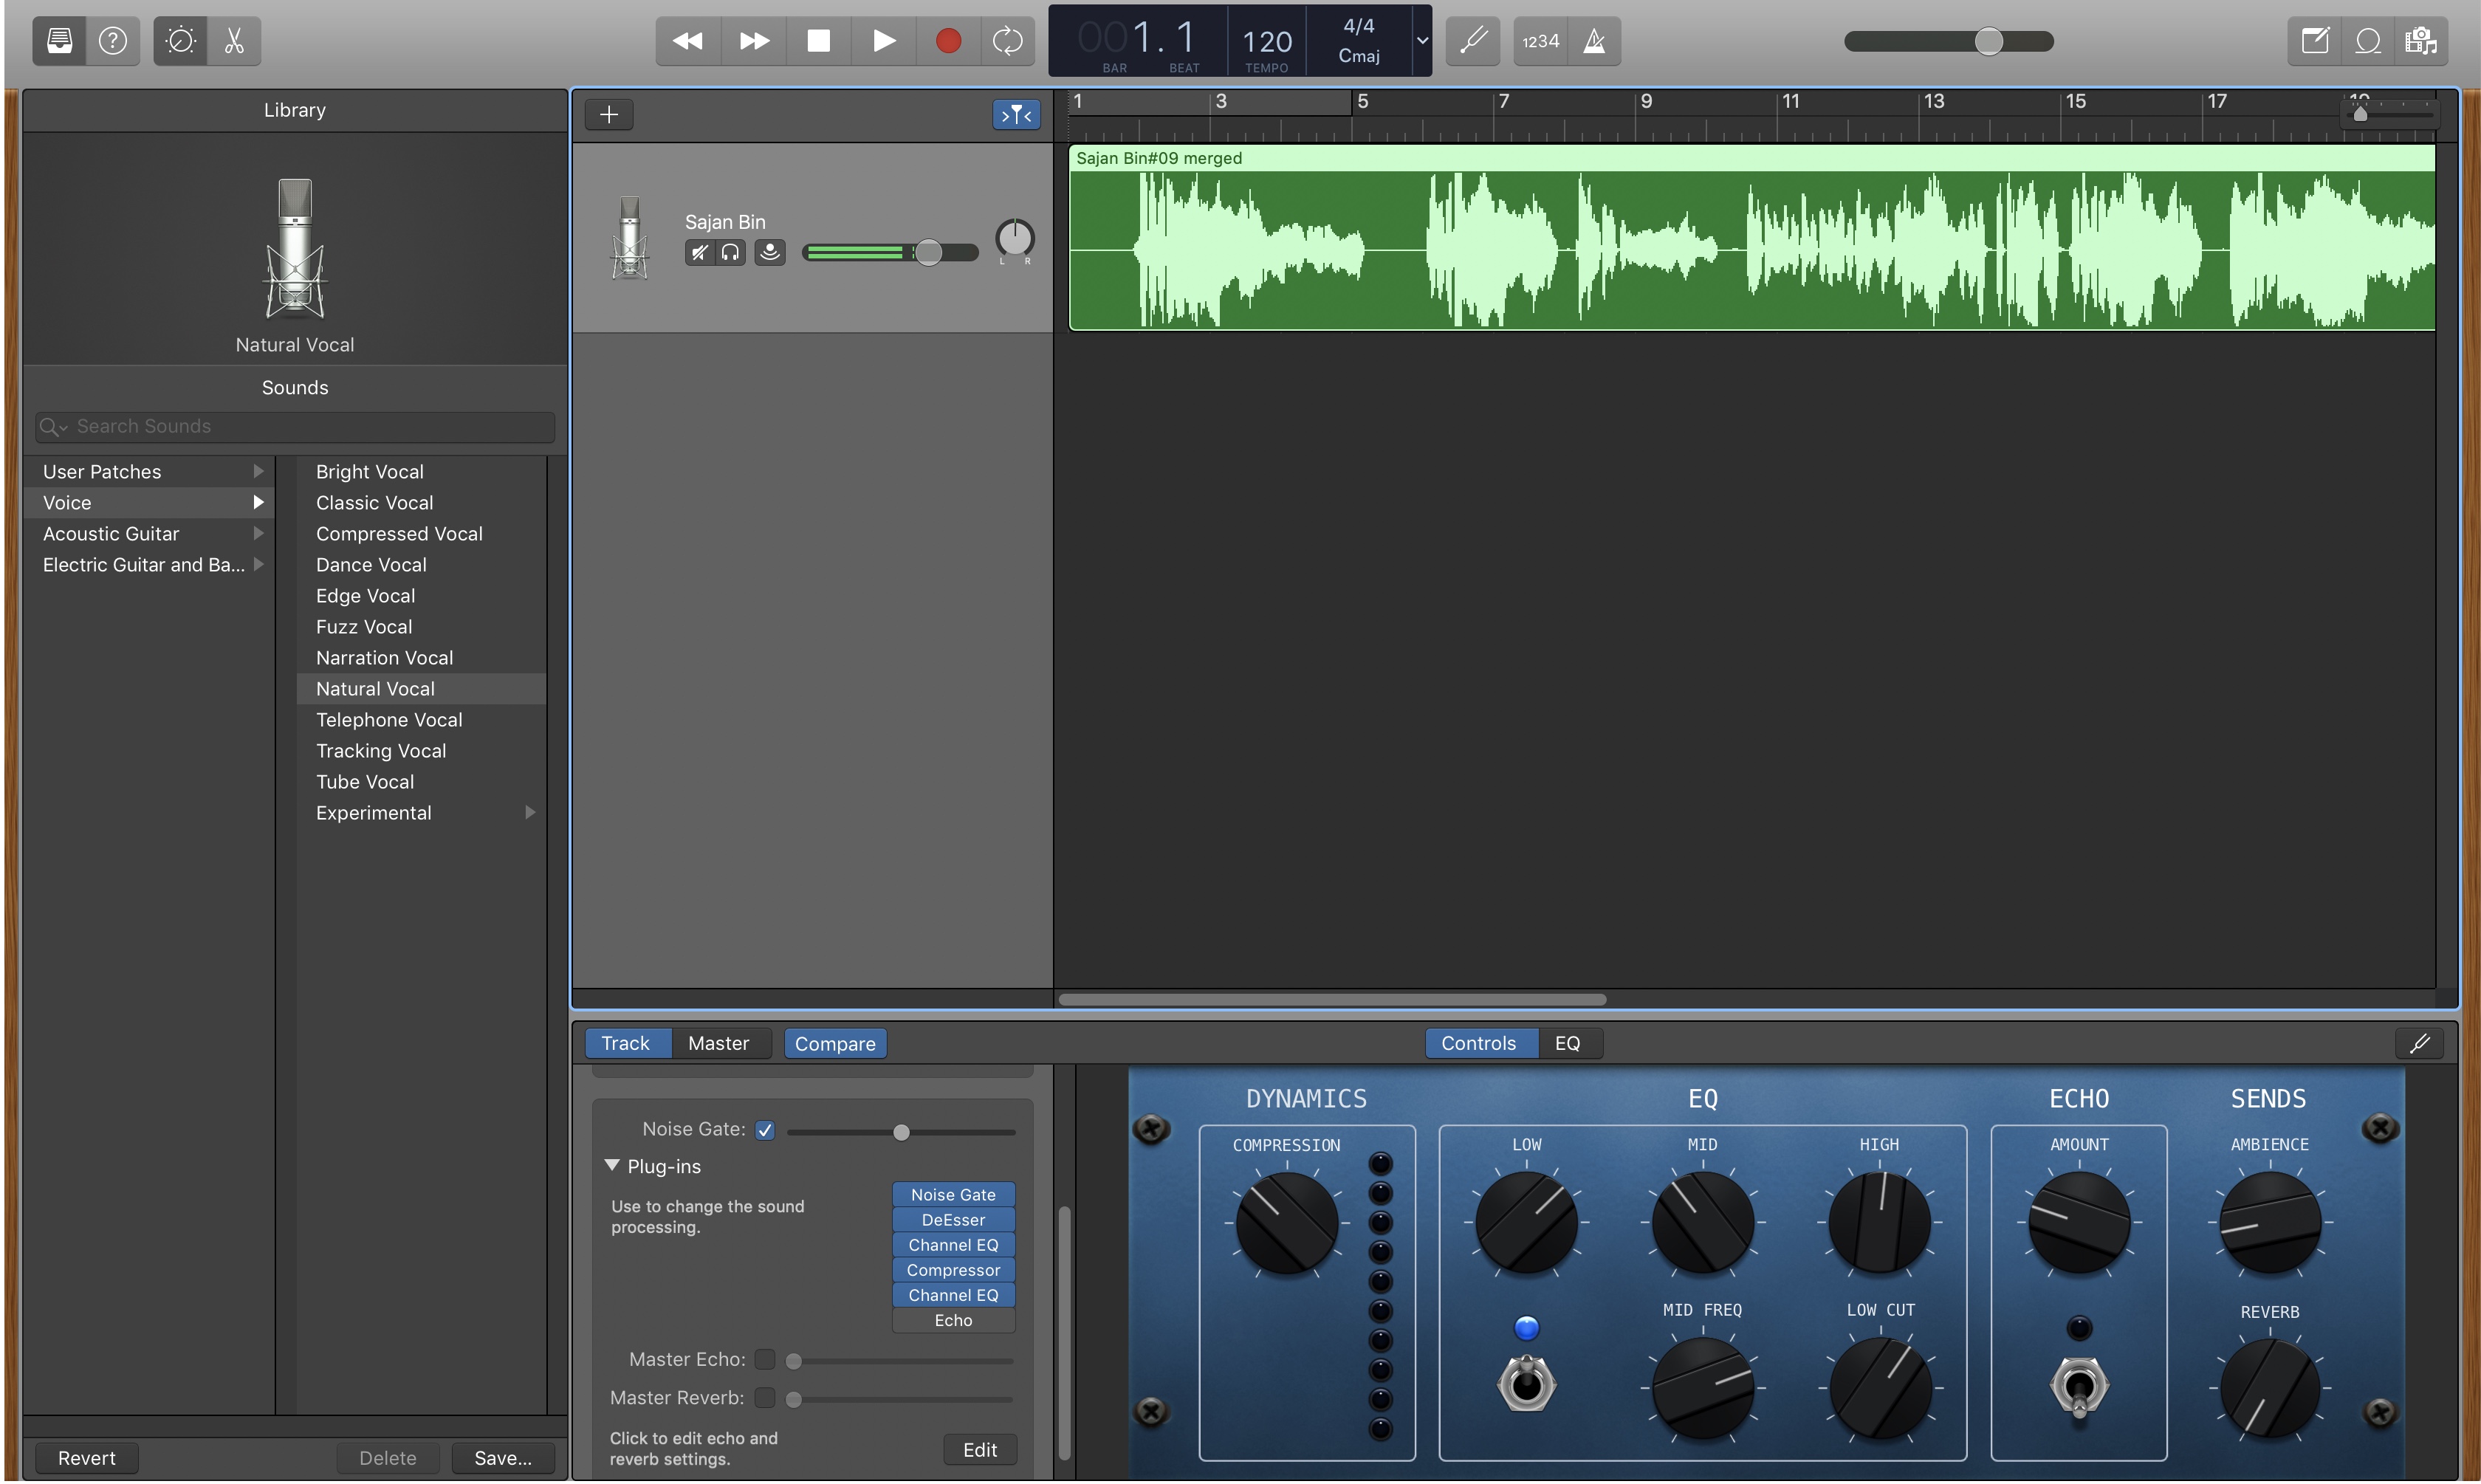 001. 1
BAR
BEAT
120
TEMPO
4/4
Cmaj
1234
Library
Natural Vocal
Sounds
Search Sounds
User Patches
Voice
Acoustic Guitar
Electric Guitar and Ba...
Bright Vocal
Classic Vocal
Compressed Vocal
Dance Vocal
Edge Vocal
Fuzz Vocal
Narration Vocal
Natural Vocal
Telephone Vocal
Tracking Vocal
Tube Vocal
Experimental
Revert
Delete
Save...
1 3 5 7 9 11 13 15 17
Sajan Bin
L R
Sajan Bin#09 merged
Track
Master
Compare
Controls
EQ
Noise Gate:
Plug-ins
Use to change the sound
processing.
Noise Gate
DeEsser
Channel EQ
Compressor
Channel EQ
Echo
Master Echo:
Master Reverb:
Click to edit echo and
reverb settings.
Edit
DYNAMICS
COMPRESSION
EQ
LOW
MID
HIGH
MID FREQ
LOW CUT
ECHO
AMOUNT
SENDS
AMBIENCE
REVERB